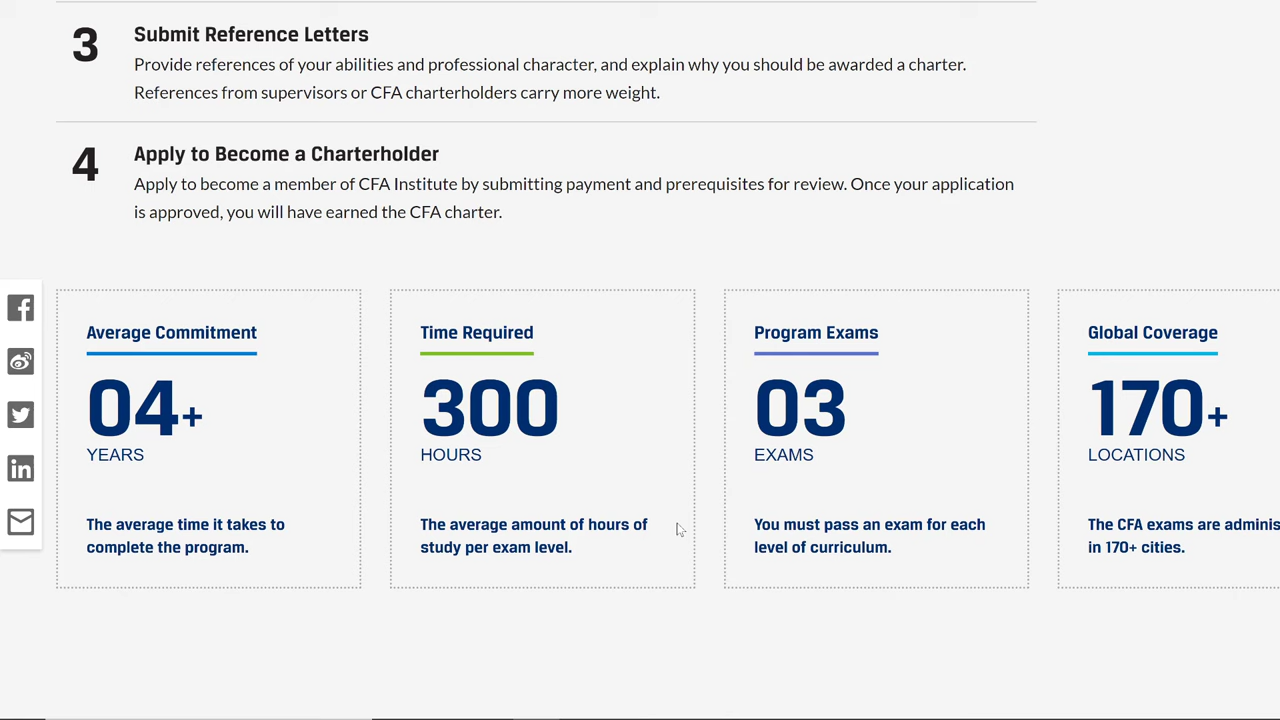 3
Submit Reference Letters
Provide references of your abilities and professional character, and explain why you should be awarded a charter.
References from supervisors or CFA charterholders carry more weight.
4
Apply to Become a Charterholder
Apply to become a member of CFA Institute by submitting payment and prerequisites for review. Once your application
is approved, you will have earned the CFA charter.
Average Commitment
04+
YEARS
The average time it takes to
complete the program.
Time Required
300
HOURS
The average amount of hours of
study per exam level.
Program Exams
03
EXAMS
You must pass an exam for each
level of curriculum.
Global Coverage
170+
LOCATIONS
The CFA exams are adminis
in 170+ cities.